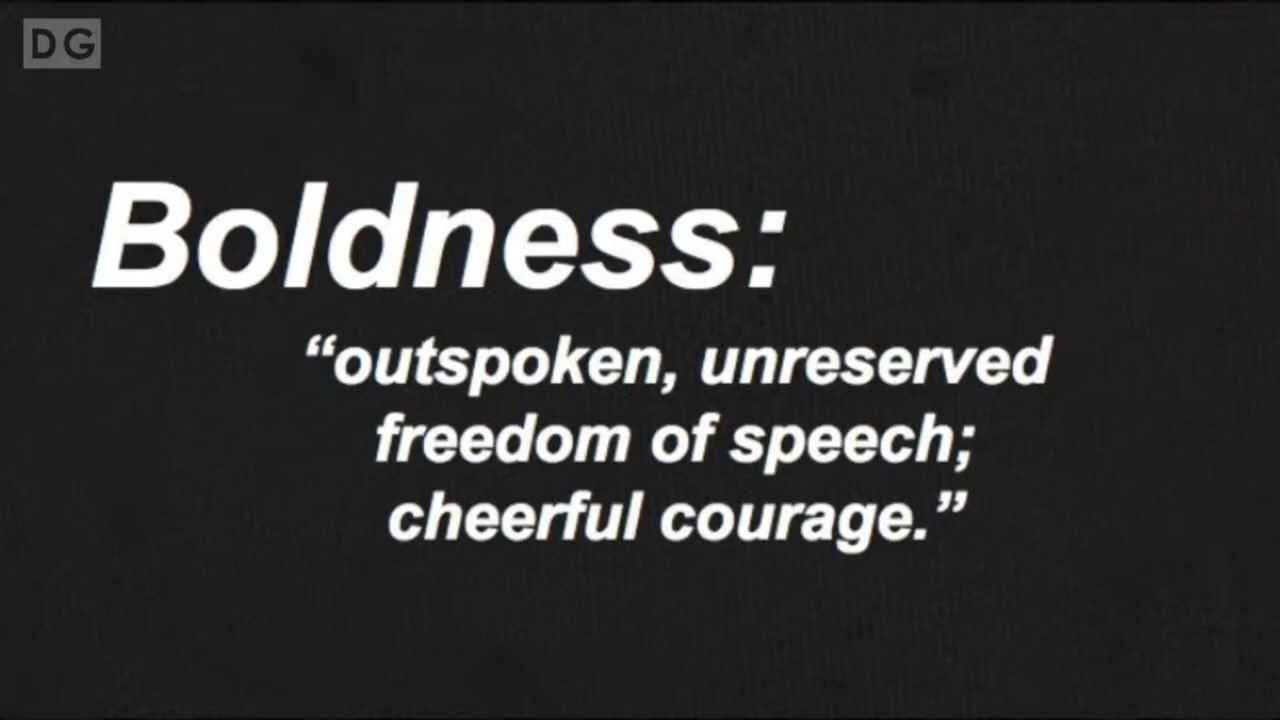 DG
Boldness:
“outspoken, unreserved
freedom of speech;
cheerful courage.”